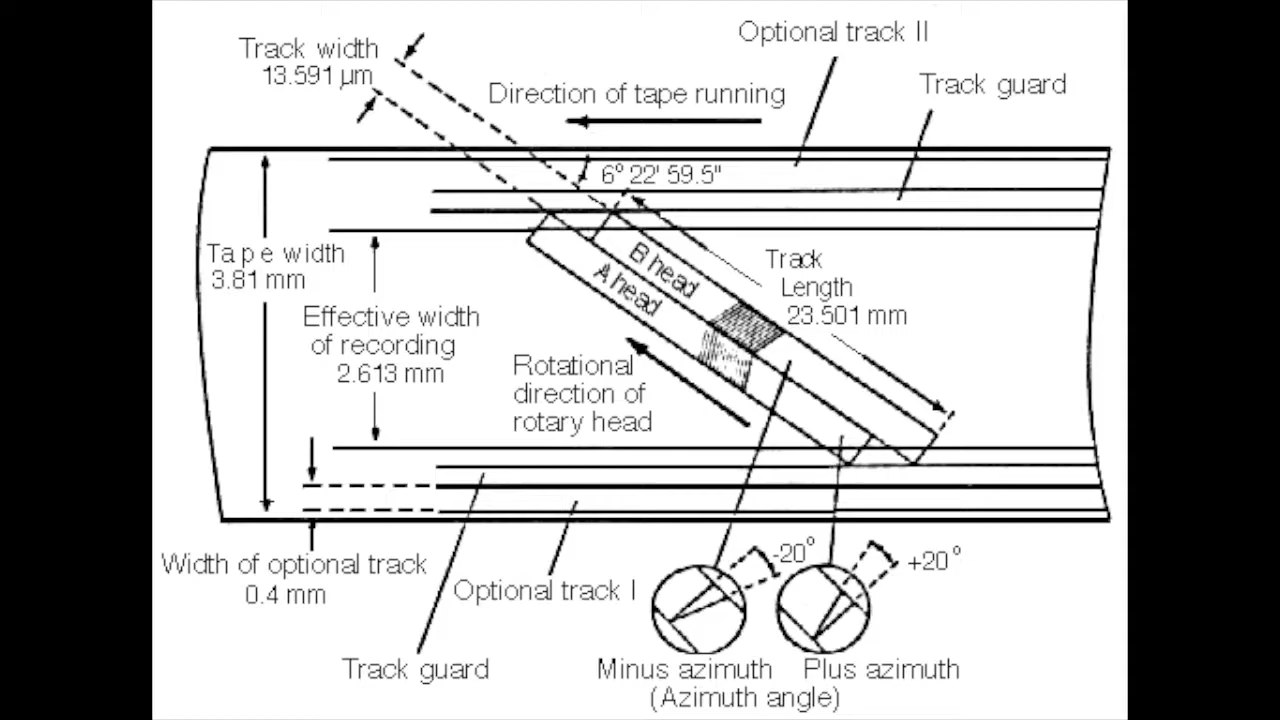 Optional track II
Track width
13.591 µm
Track guard
Direction of tape running
6° 22' 59.5"
Tape width
3.81 mm
B head
A head
Track
Length
23.501 mm
Effective width
of recording
2.613 mm
Rotational
direction of
rotary head
-20°
+20°
Width of optional track
0.4 mm
Optional track I
Track guard
Minus azimuth
Plus azimuth
(Azimuth angle)